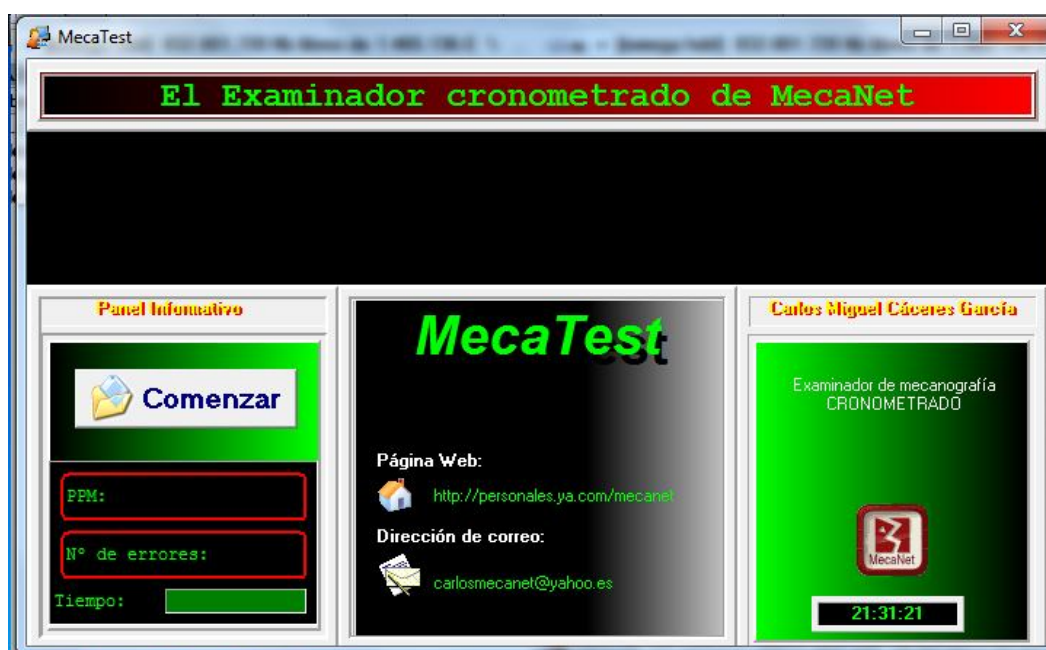 MecaTest
El Examinador cronometrado de MecaNet
Panel Informativo
Comenzar
PPM:
Nº de errores:
Tiempo:
MecaTest
Página Web:
http://personales.ya.com/mecanet
Dirección de correo:
carlosmecanet@yahoo.es
Carlos Miguel Cáceres García
Examinador de mecanografía
CRONOMETRADO
MecaNet
21:31:21